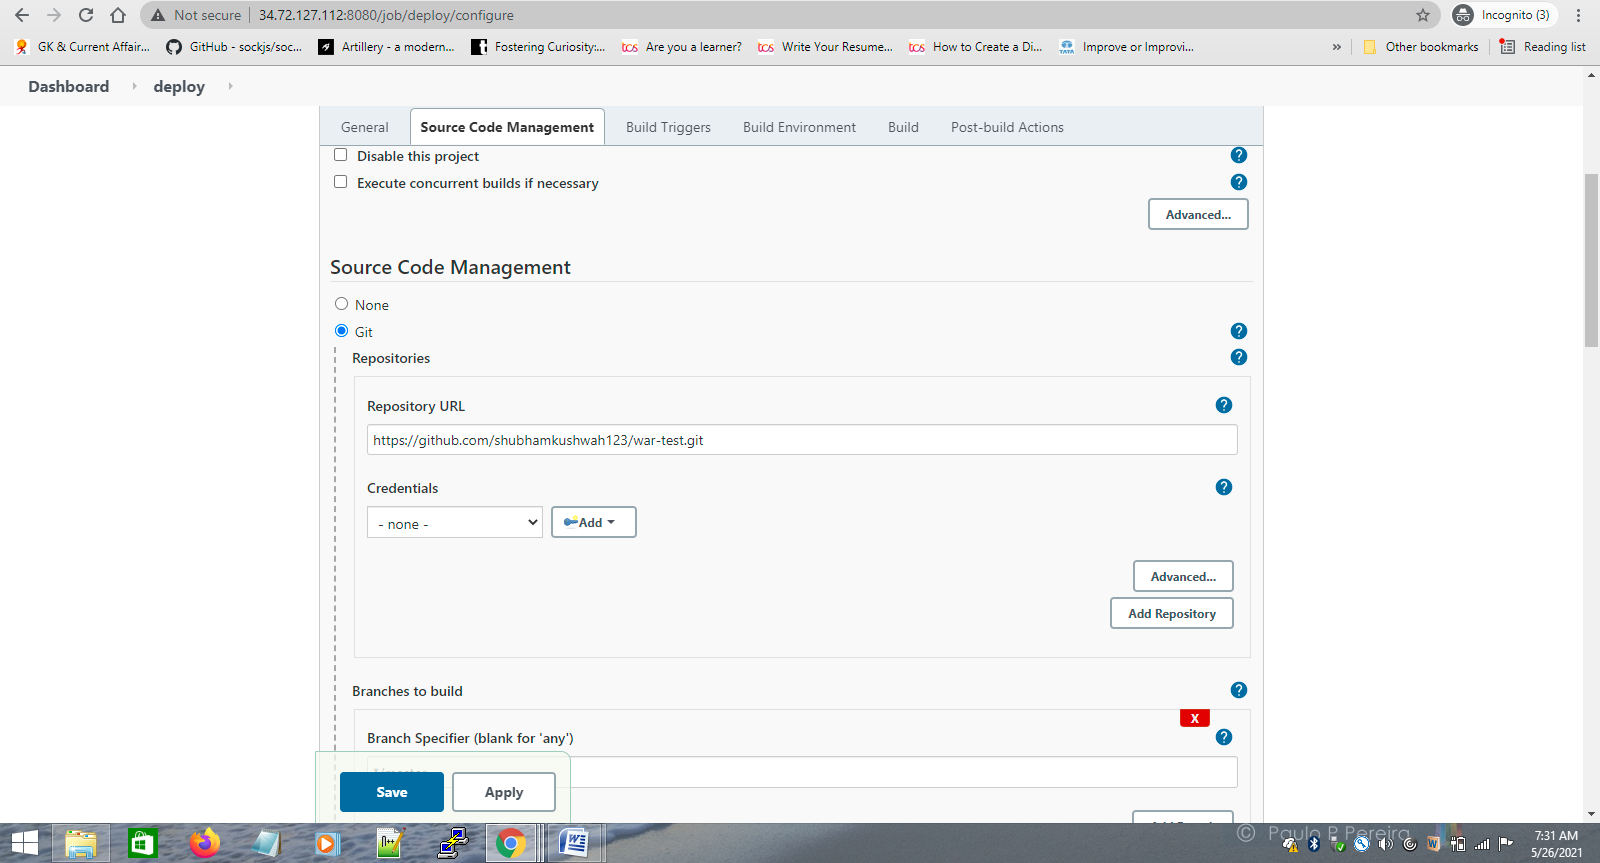 Not secure | 34.72.127.112:8080/job/deploy/configure
Incognito (3)
GK & Current Affair...
GitHub - sockjs/soc...
Artillery - a modern...
Fostering Curiosity:...
tcs Are you a learner?
tcs Write Your Resume...
tcs How to Create a Di...
TATA Improve or Improvi...
»
Other bookmarks
Reading list
Dashboard
deploy
General
Source Code Management
Build Triggers
Build Environment
Build
Post-build Actions
Disable this project
?
Execute concurrent builds if necessary
?
Advanced...
Source Code Management
None
Git
?
Repositories
?
Repository URL
?
https://github.com/shubhamkushwah123/war-test.git
Credentials
?
- none -
Add
Advanced...
Add Repository
Branches to build
?
X
Branch Specifier (blank for 'any')
?
Save
Apply
© Paulo P Pereira
7:31 AM
5/26/2021